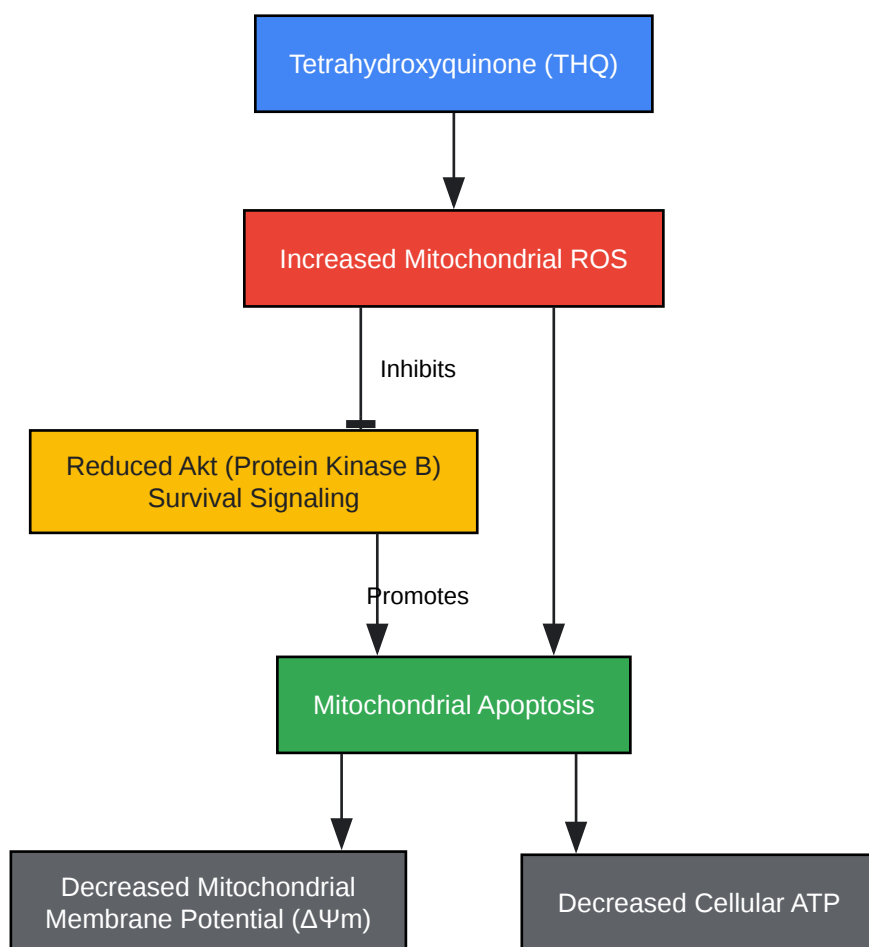 Tetrahydroxyquinone (THQ)
Increased Mitochondrial ROS
Inhibits
Reduced Akt (Protein Kinase B)
Survival Signaling
Promotes
Mitochondrial Apoptosis
Decreased Mitochondrial
Membrane Potential (ΔΨm)
Decreased Cellular ATP